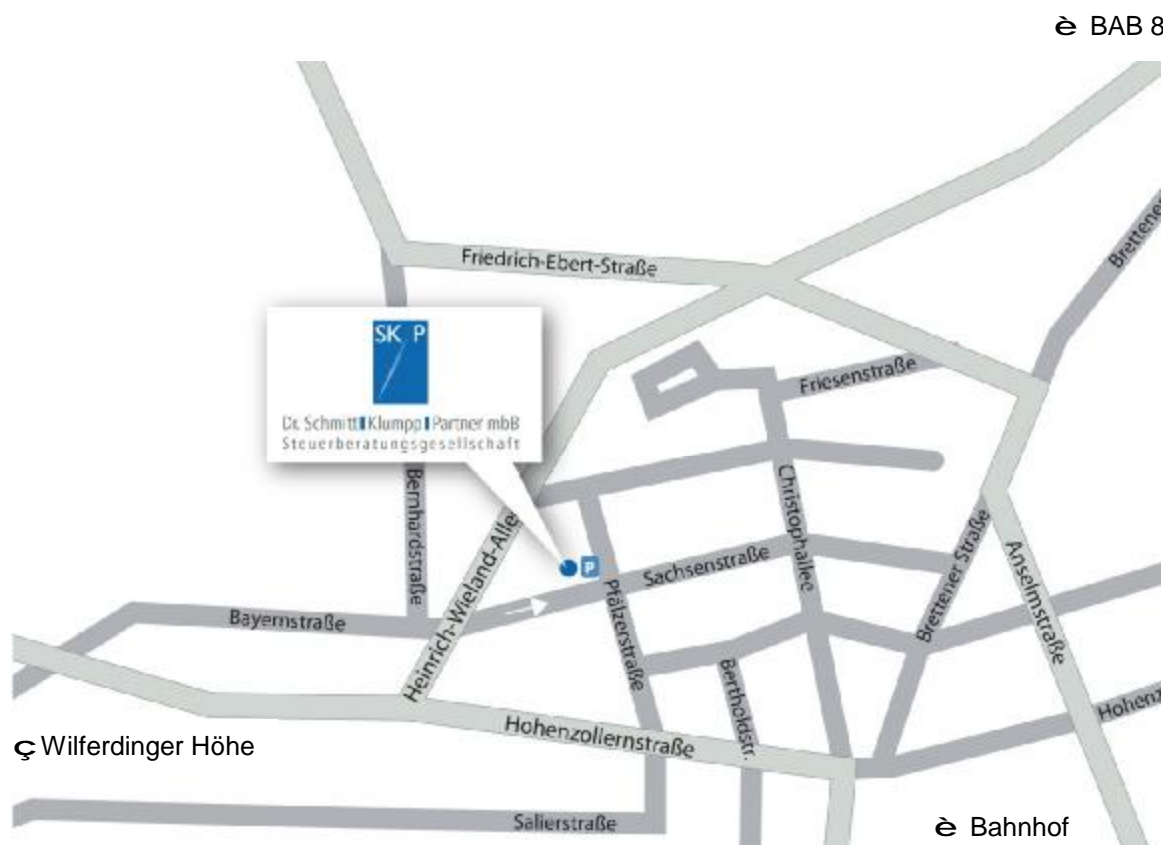 è BAB 8
Friedrich-Ebert-Straße
Brettener
SK P
Dr. Schmitt Klumpp Partner mbB
Steuerberatungsgesellschaft
Friesenstraße
Bernhardstraße
Heinrich-Wieland-Allee
Christophallee
P
Sachsenstraße
Pfälzerstraße
Brettener Straße
Anselmstraße
Bayernstraße
Bertholdstr.
Hohenz
Hohenzollernstraße
ç Wilferdinger Höhe
Salierstraße
è Bahnhof